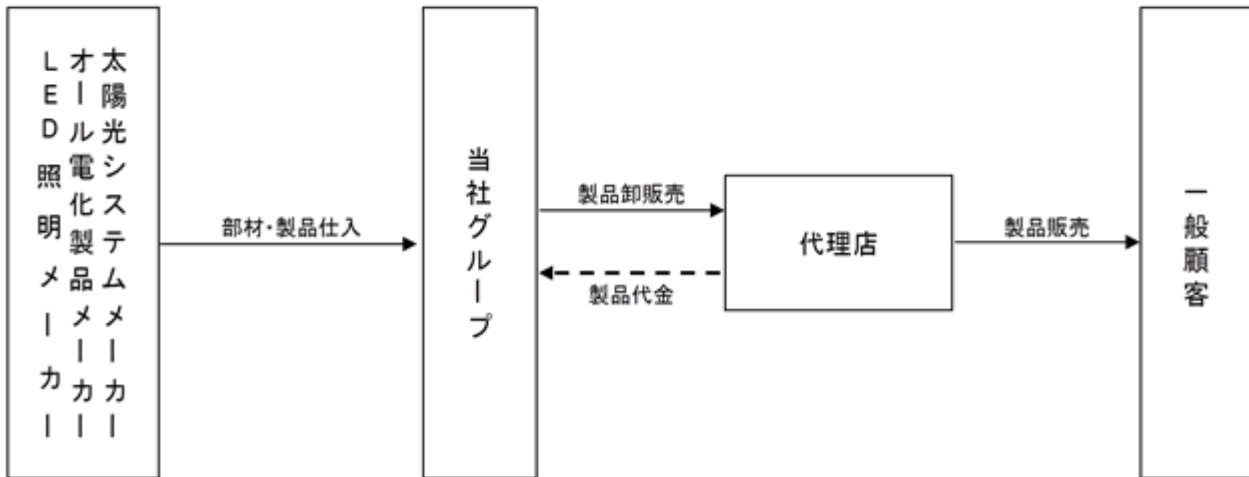 太陽光システムメーカー
オール電化製品メーカー
LED照明メーカー
部材・製品仕入
当社グループ
製品卸販売
製品代金
代理店
製品販売
一般顧客